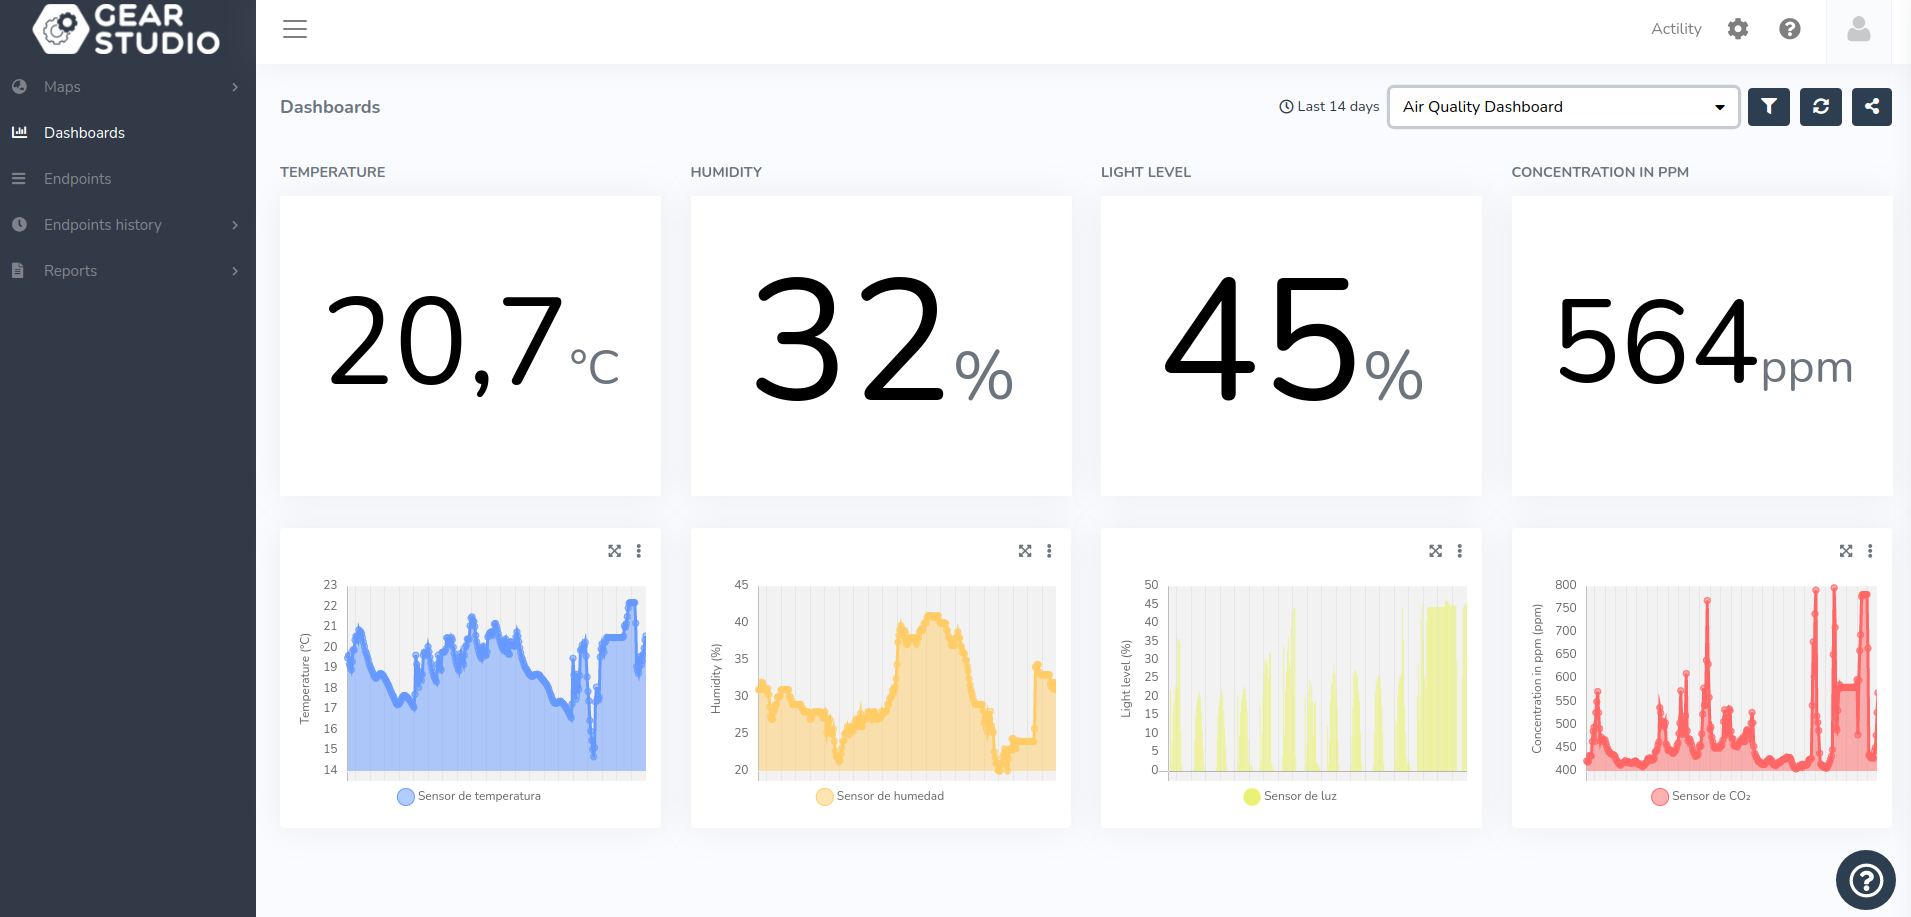 GEAR
STUDIO
Actility
Maps
Dashboards
Endpoints
Endpoints history
Reports
Dashboards
Last 14 days
Air Quality Dashboard
TEMPERATURE
20,7 °C
HUMIDITY
32 %
LIGHT LEVEL
45 %
CONCENTRATION IN PPM
564 ppm
23
22
21
20
19
18
17
16
15
14
Temperature (°C)
Sensor de temperatura
45
40
35
30
25
20
Humidity (%)
Sensor de humedad
50
45
40
35
30
25
20
15
10
5
0
Light level (%)
Sensor de luz
800
750
700
650
600
550
500
450
400
Concentration in ppm (ppm)
Sensor de CO₂